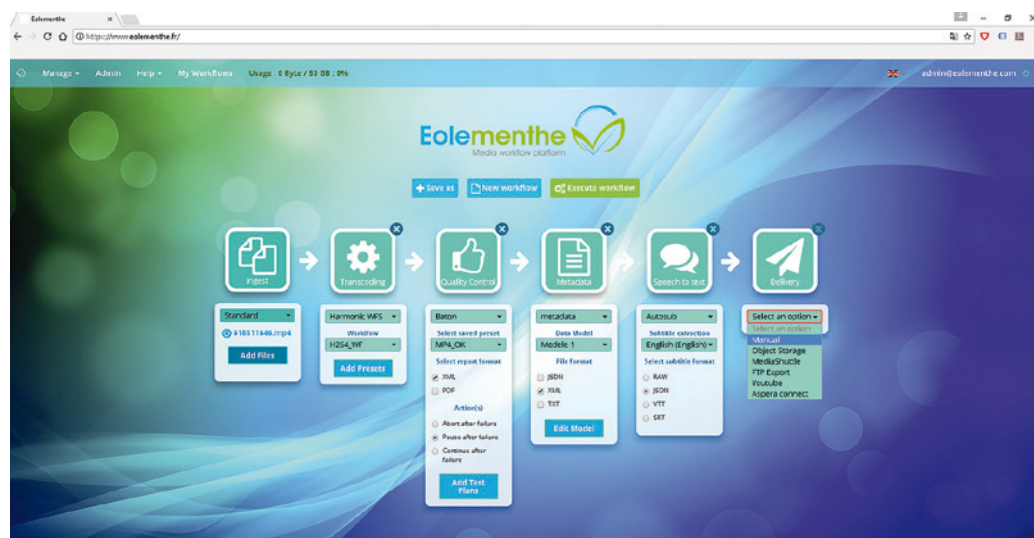 Eolementhe
https://www.eolementhe.fr/
Manage Admin Help My Workflows Usage : 0 Byte / 50 GB : 0% admin@eolementhe.com
Eolementhe
Media workflow platform
Save as New workflow Execute workflow
Ingest Transcoding Quality Control Metadata Speech to text Delivery
Standard
Add Files
Harmonic WFS
Workflow
H264_WF
Add Presets
Baton
Select saved preset
MP4_OK
Select report format
XML
PDF
Action(s)
Abort after failure
Pause after failure
Continue after
failure
Add Test
Plans
metadata
Data Model
Modele 1
File format
JSON
XML
TXT
Edit Model
Autosub
Subtitle extraction
English (English)
Select subtitle format
RAW
JSON
VTT
SRT
Select an option
Select an option
Manual
Object Storage
MediaShuttle
FTP Export
Youtube
Aspera connect